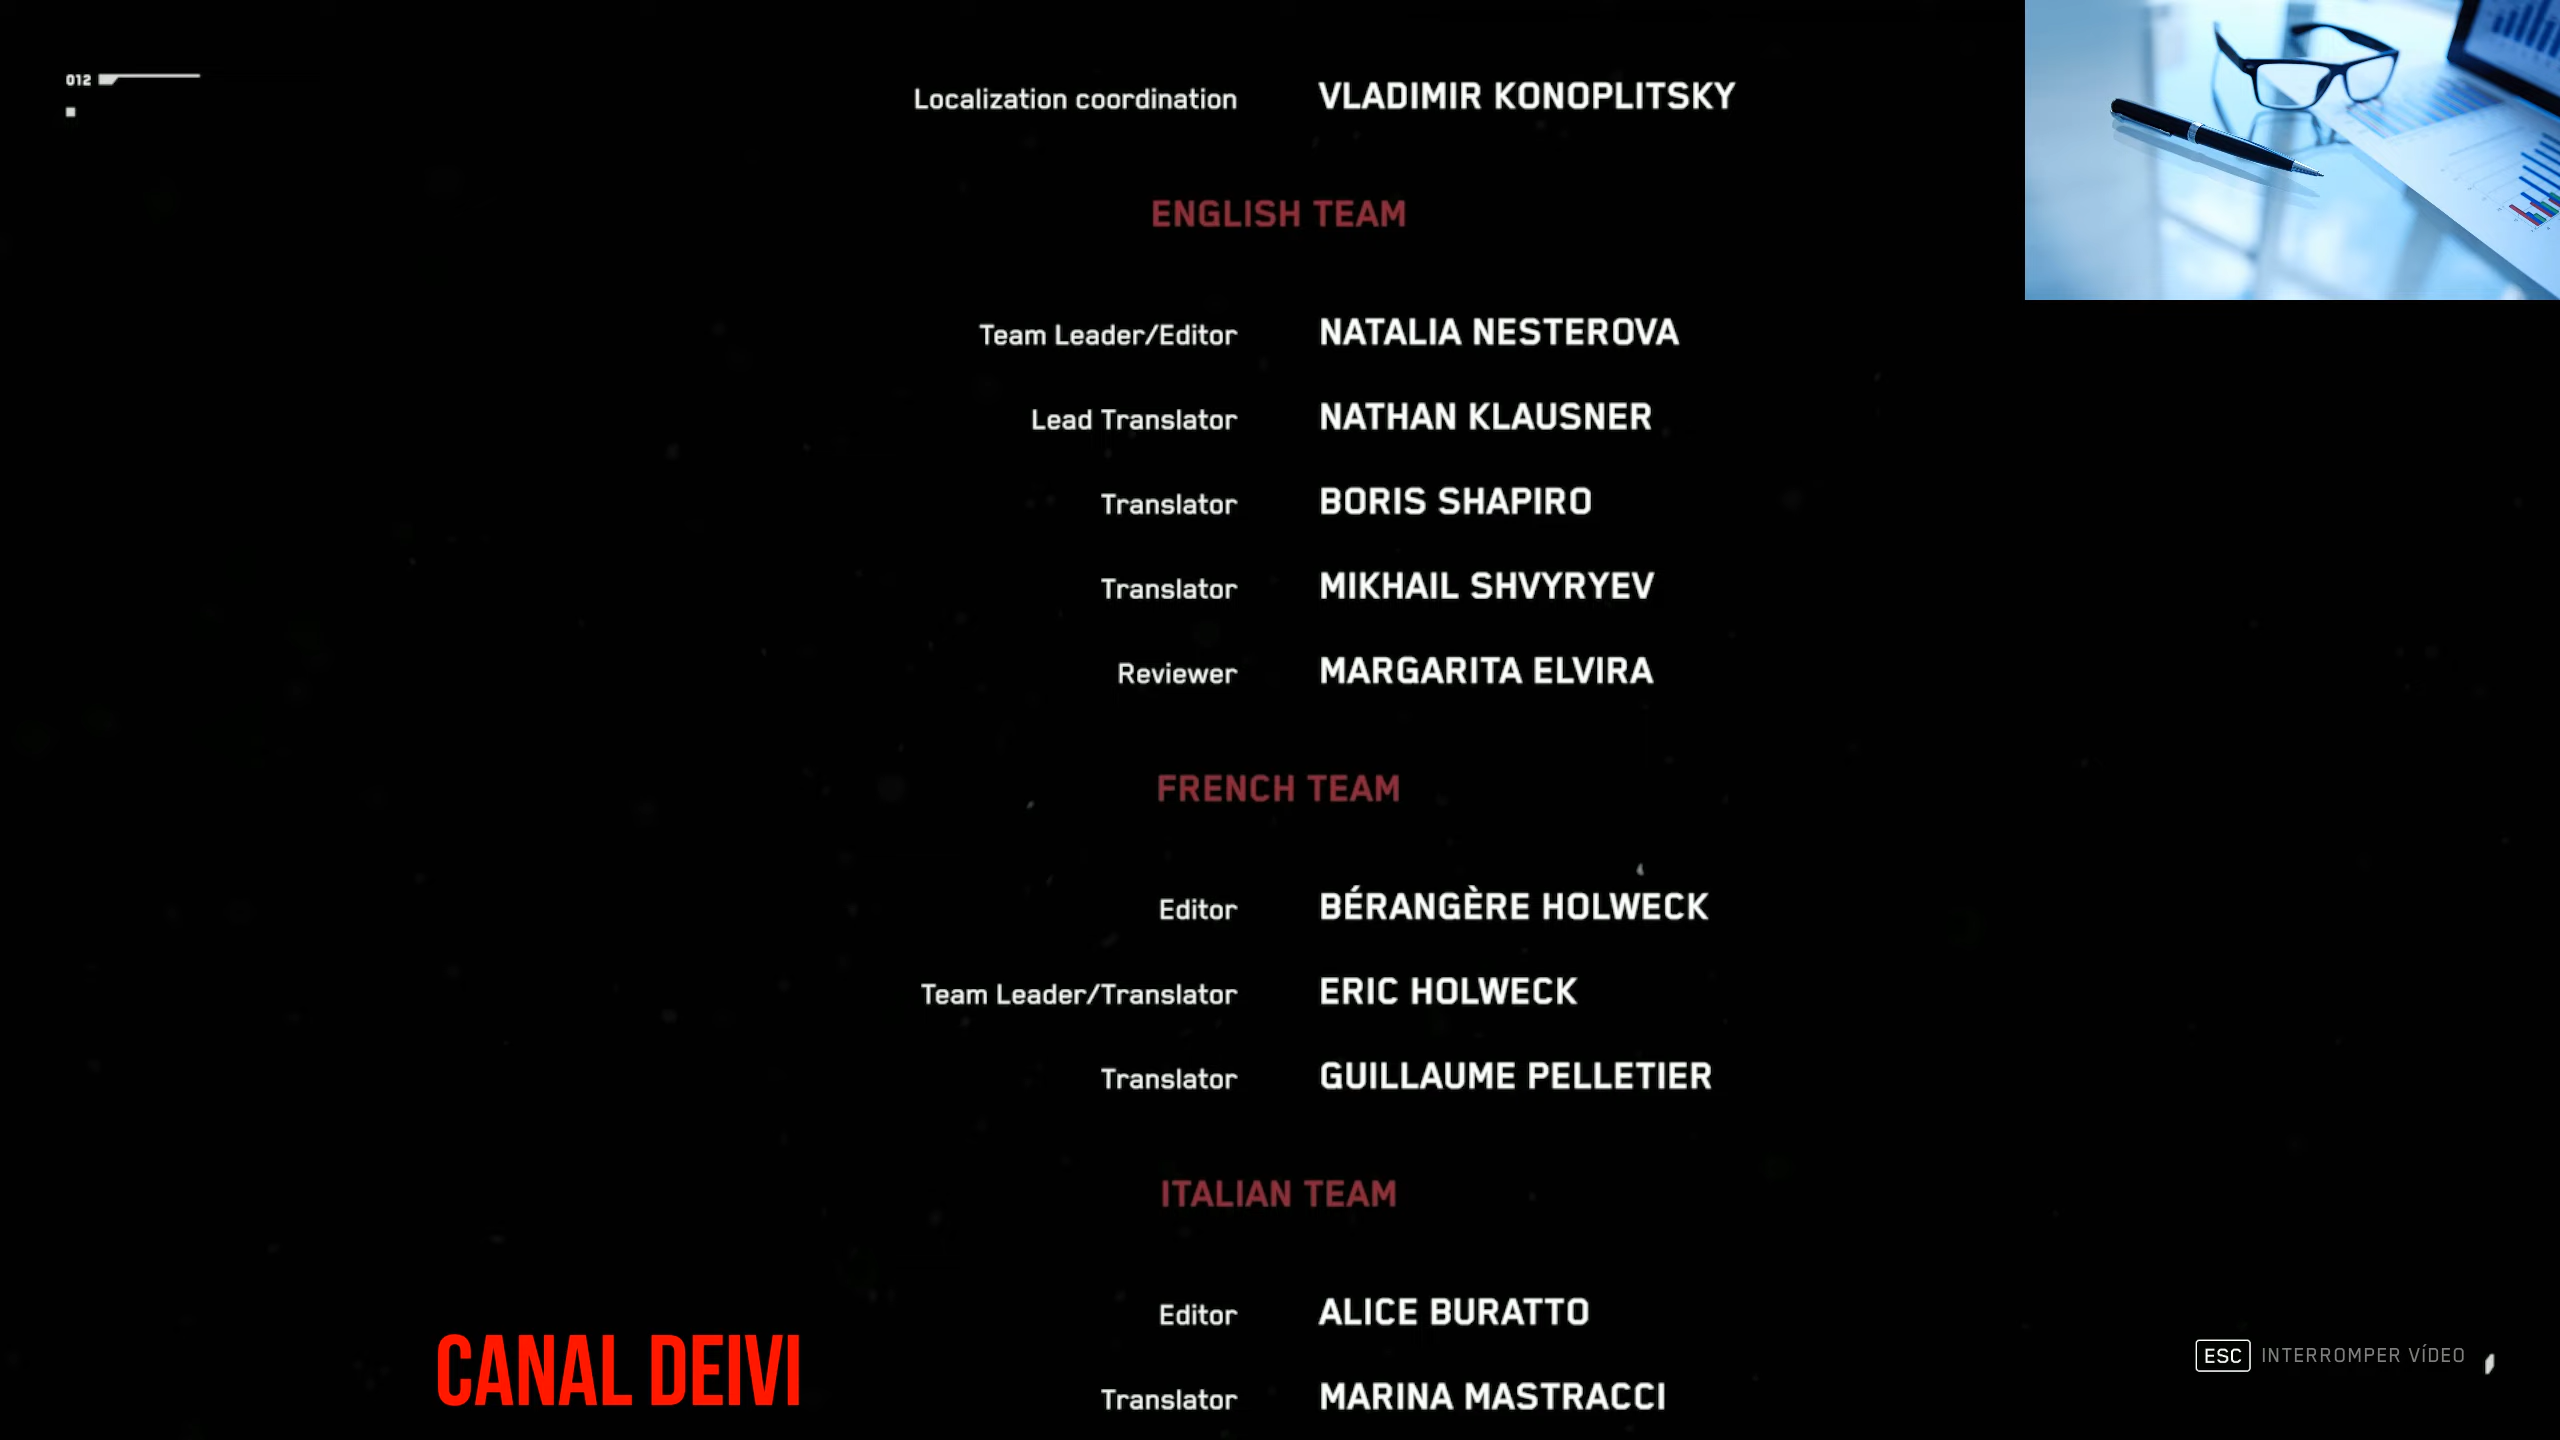 012
Localization coordination VLADIMIR KONOPLITSKY
ENGLISH TEAM
Team Leader/Editor NATALIA NESTEROVA
Lead Translator NATHAN KLAUSNER
Translator BORIS SHAPIRO
Translator MIKHAIL SHVYRYEV
Reviewer MARGARITA ELVIRA
FRENCH TEAM
Editor BÉRANGÈRE HOLWECK
Team Leader/Translator ERIC HOLWECK
Translator GUILLAUME PELLETIER
ITALIAN TEAM
Editor ALICE BURATTO
Translator MARINA MASTRACCI
CANAL DEIVI
ESC INTERROMPER VÍDEO